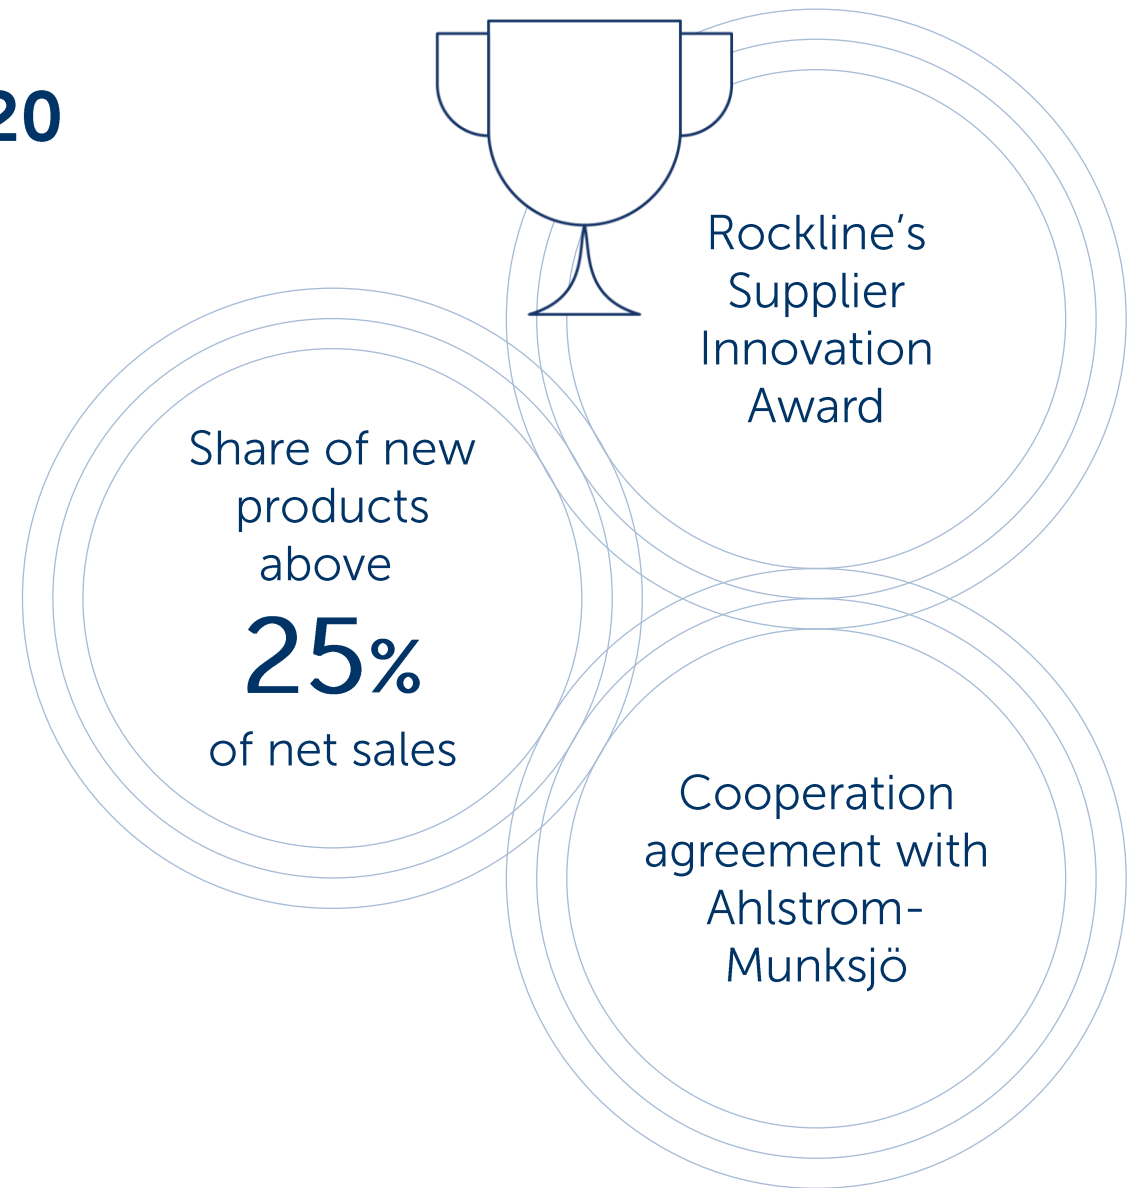 20
Rockline’s
Supplier
Innovation
Award
Share of new
products
above
25%
of net sales
Cooperation
agreement with
Ahlstrom-
Munksjö